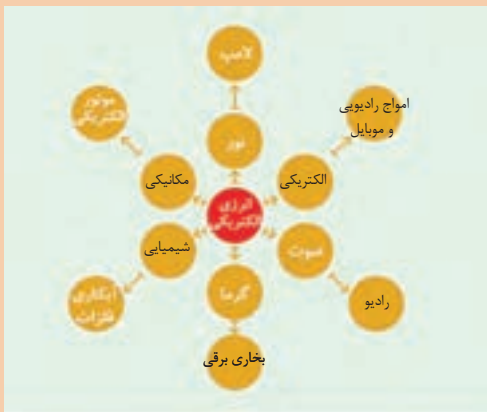 لامپ
نور
امواج رادیویی
و موبایل
موتور
الکتریکی
الکتریکی
مکانیکی
انرژی
الکتریکی
شیمیایی
صوت
آبکاری
فلزات
گرما
رادیو
بخاری برقی